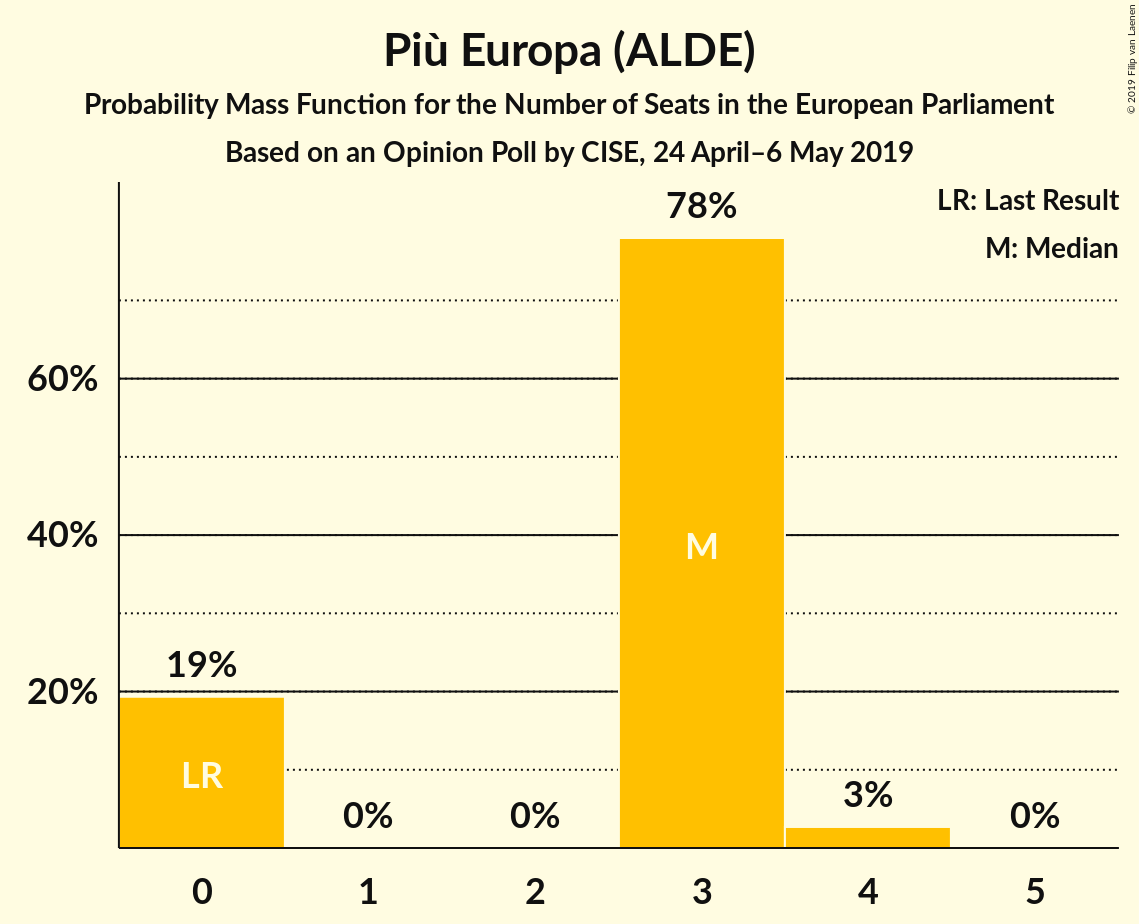 Più Europa (ALDE)
Probability Mass Function for the Number of Seats in the European Parliament
Based on an Opinion Poll by CISE, 24 April–6 May 2019
© 2019 Filip van Laenen
LR: Last Result
M: Median
78%
60%
40%
M
19%
20%
LR
0%
0%
3%
0%
0
1
2
3
4
5